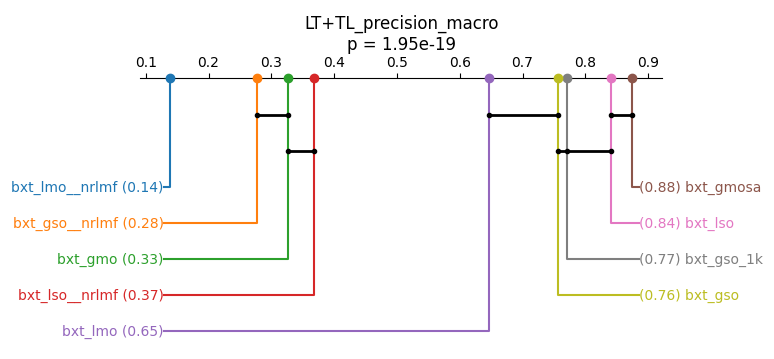 LT+TL_precision_macro
p = 1.95e-19
0.1 0.2 0.3 0.4 0.5 0.6 0.7 0.8 0.9
bxt_lmo__nrlmf (0.14)
(0.88) bxt_gmosa
bxt_gso__nrlmf (0.28)
(0.84) bxt_lso
bxt_gmo (0.33)
(0.77) bxt_gso_1k
bxt_lso__nrlmf (0.37)
(0.76) bxt_gso
bxt_lmo (0.65)